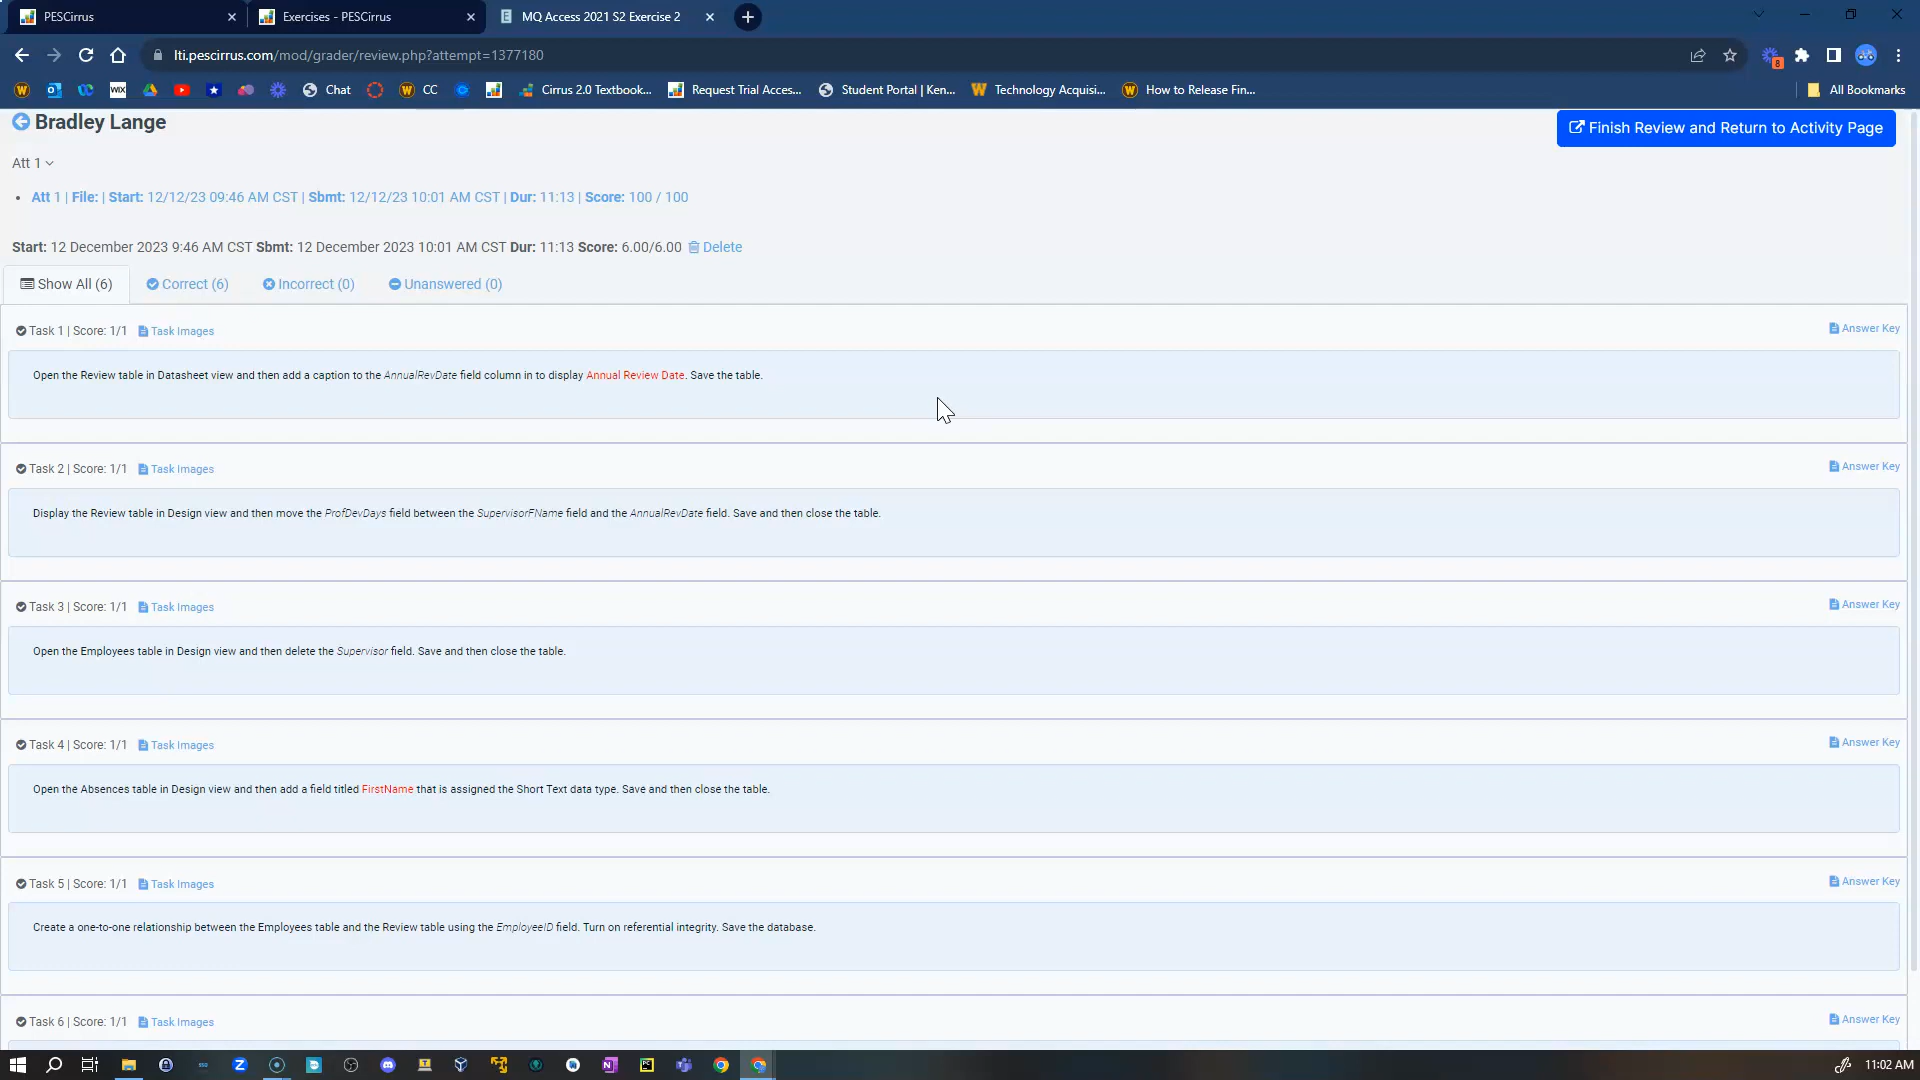 PESCirrus
Exercises - PESCirrus
MQ Access 2021 S2 Exercise 2
lti.pescirrus.com/mod/grader/review.php?attempt=1377180
8
WIX
Chat
CC
Cirrus 2.0 Textbook...
Request Trial Acces...
Student Portal | Ken...
Technology Acquisi...
How to Release Fin...
All Bookmarks
Bradley Lange
Finish Review and Return to Activity Page
Att 1
• Att 1 | File: | Start: 12/12/23 09:46 AM CST | Sbmt: 12/12/23 10:01 AM CST | Dur: 11:13 | Score: 100 / 100
Start: 12 December 2023 9:46 AM CST Sbmt: 12 December 2023 10:01 AM CST Dur: 11:13 Score: 6.00/6.00 Delete
Show All (6)
Correct (6)
Incorrect (0)
Unanswered (0)
Task 1 | Score: 1/1 Task Images
Answer Key
Open the Review table in Datasheet view and then add a caption to the AnnualRevDate field column in to display Annual Review Date. Save the table.
Task 2 | Score: 1/1 Task Images
Answer Key
Display the Review table in Design view and then move the ProfDevDays field between the SupervisorFName field and the AnnualRevDate field. Save and then close the table.
Task 3 | Score: 1/1 Task Images
Answer Key
Open the Employees table in Design view and then delete the Supervisor field. Save and then close the table.
Task 4 | Score: 1/1 Task Images
Answer Key
Open the Absences table in Design view and then add a field titled FirstName that is assigned the Short Text data type. Save and then close the table.
Task 5 | Score: 1/1 Task Images
Answer Key
Create a one-to-one relationship between the Employees table and the Review table using the EmployeeID field. Turn on referential integrity. Save the database.
Task 6 | Score: 1/1 Task Images
Answer Key
11:02 AM